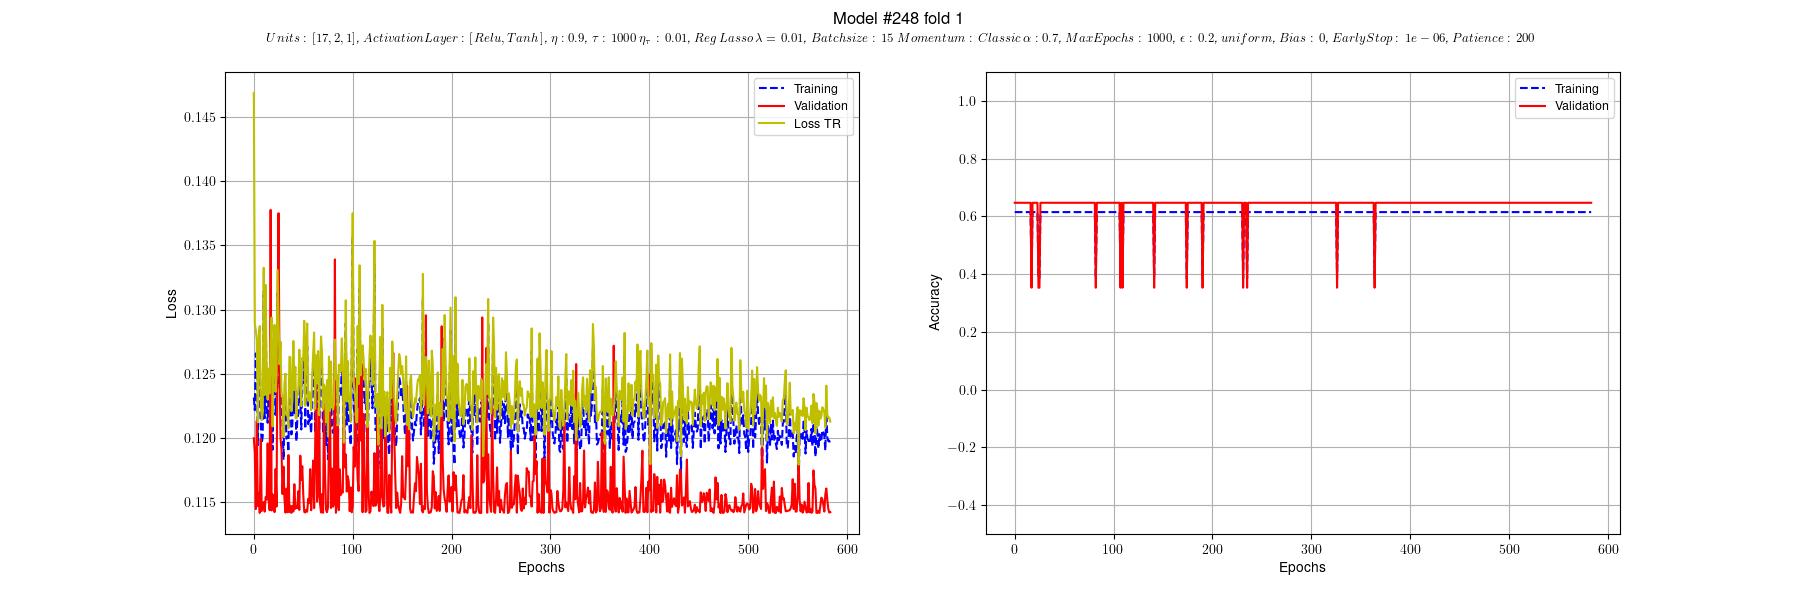 Model #248 fold 1
Units : [17, 2, 1], ActivationLayer : [Relu, Tanh], η : 0.9, τ : 1000 ητ : 0.01, Reg Lasso λ = 0.01, Batchsize : 15 Momentum : Classic α : 0.7, MaxEpochs : 1000, ϵ : 0.2, uniform, Bias : 0, EarlyStop : 1e − 06, Patience : 200
Training
Validation
Loss TR
0.145
0.140
0.135
0.130
0.125
0.120
0.115
Loss
0 100 200 300 400 500 600
Epochs
Training
Validation
1.0
0.8
0.6
0.4
0.2
0.0
−0.2
−0.4
Accuracy
0 100 200 300 400 500 600
Epochs